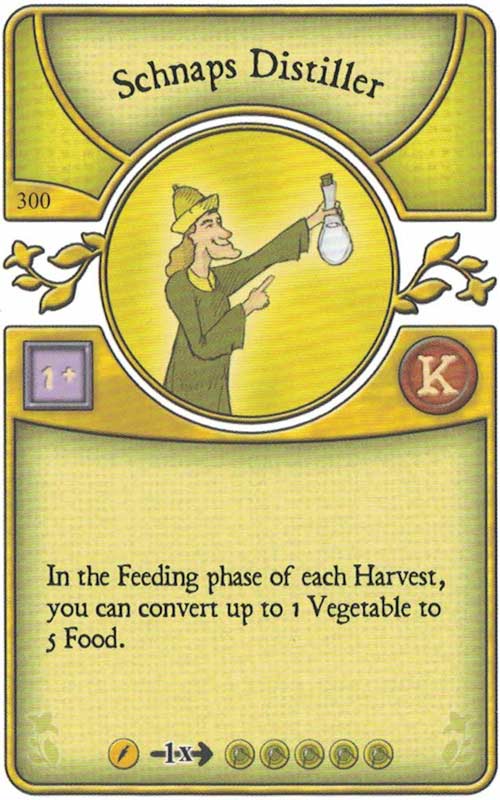 Schnaps Distiller
300
1+
K
In the Feeding phase of each Harvest,
you can convert up to 1 Vegetable to
5 Food.
1x